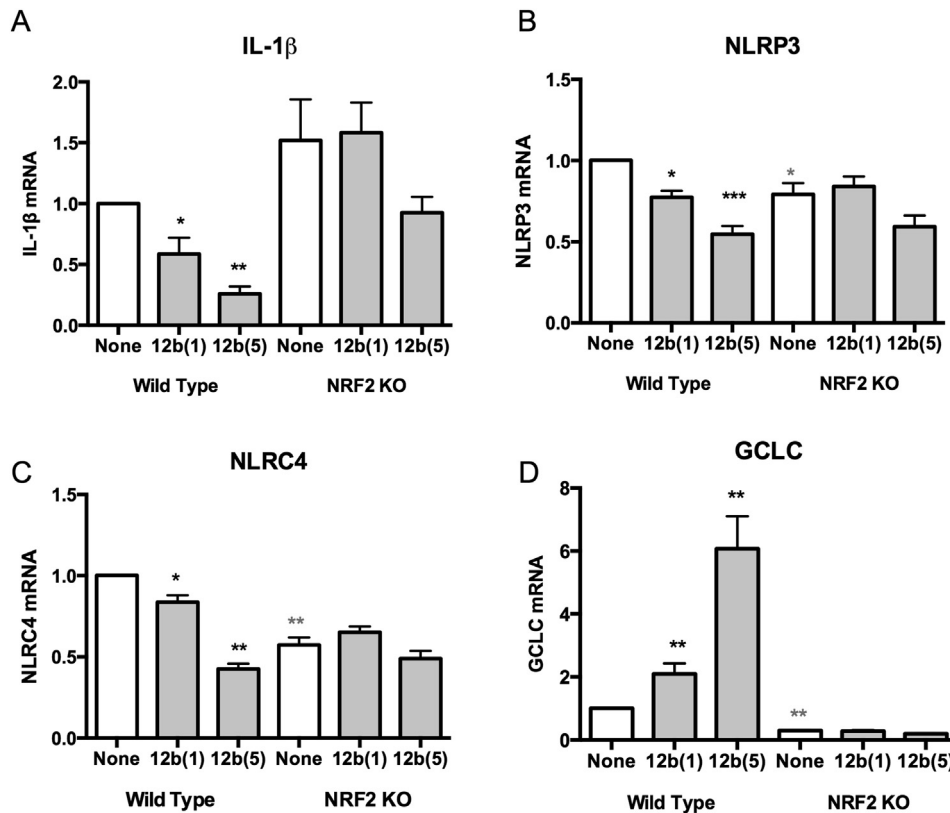 A
IL-1β
IL-1β mRNA
2.0
1.5
1.0
0.5
0.0
*
**
None 12b(1) 12b(5) None 12b(1) 12b(5)
Wild Type NRF2 KO
B
NLRP3
NLRP3 mRNA
1.5
1.0
0.5
0.0
*
***
*
None 12b(1) 12b(5) None 12b(1) 12b(5)
Wild Type NRF2 KO
C
NLRC4
NLRC4 mRNA
1.5
1.0
0.5
0.0
*
**
**
None 12b(1) 12b(5) None 12b(1) 12b(5)
Wild Type NRF2 KO
D
GCLC
GCLC mRNA
8
6
4
2
0
**
**
**
None 12b(1) 12b(5) None 12b(1) 12b(5)
Wild Type NRF2 KO